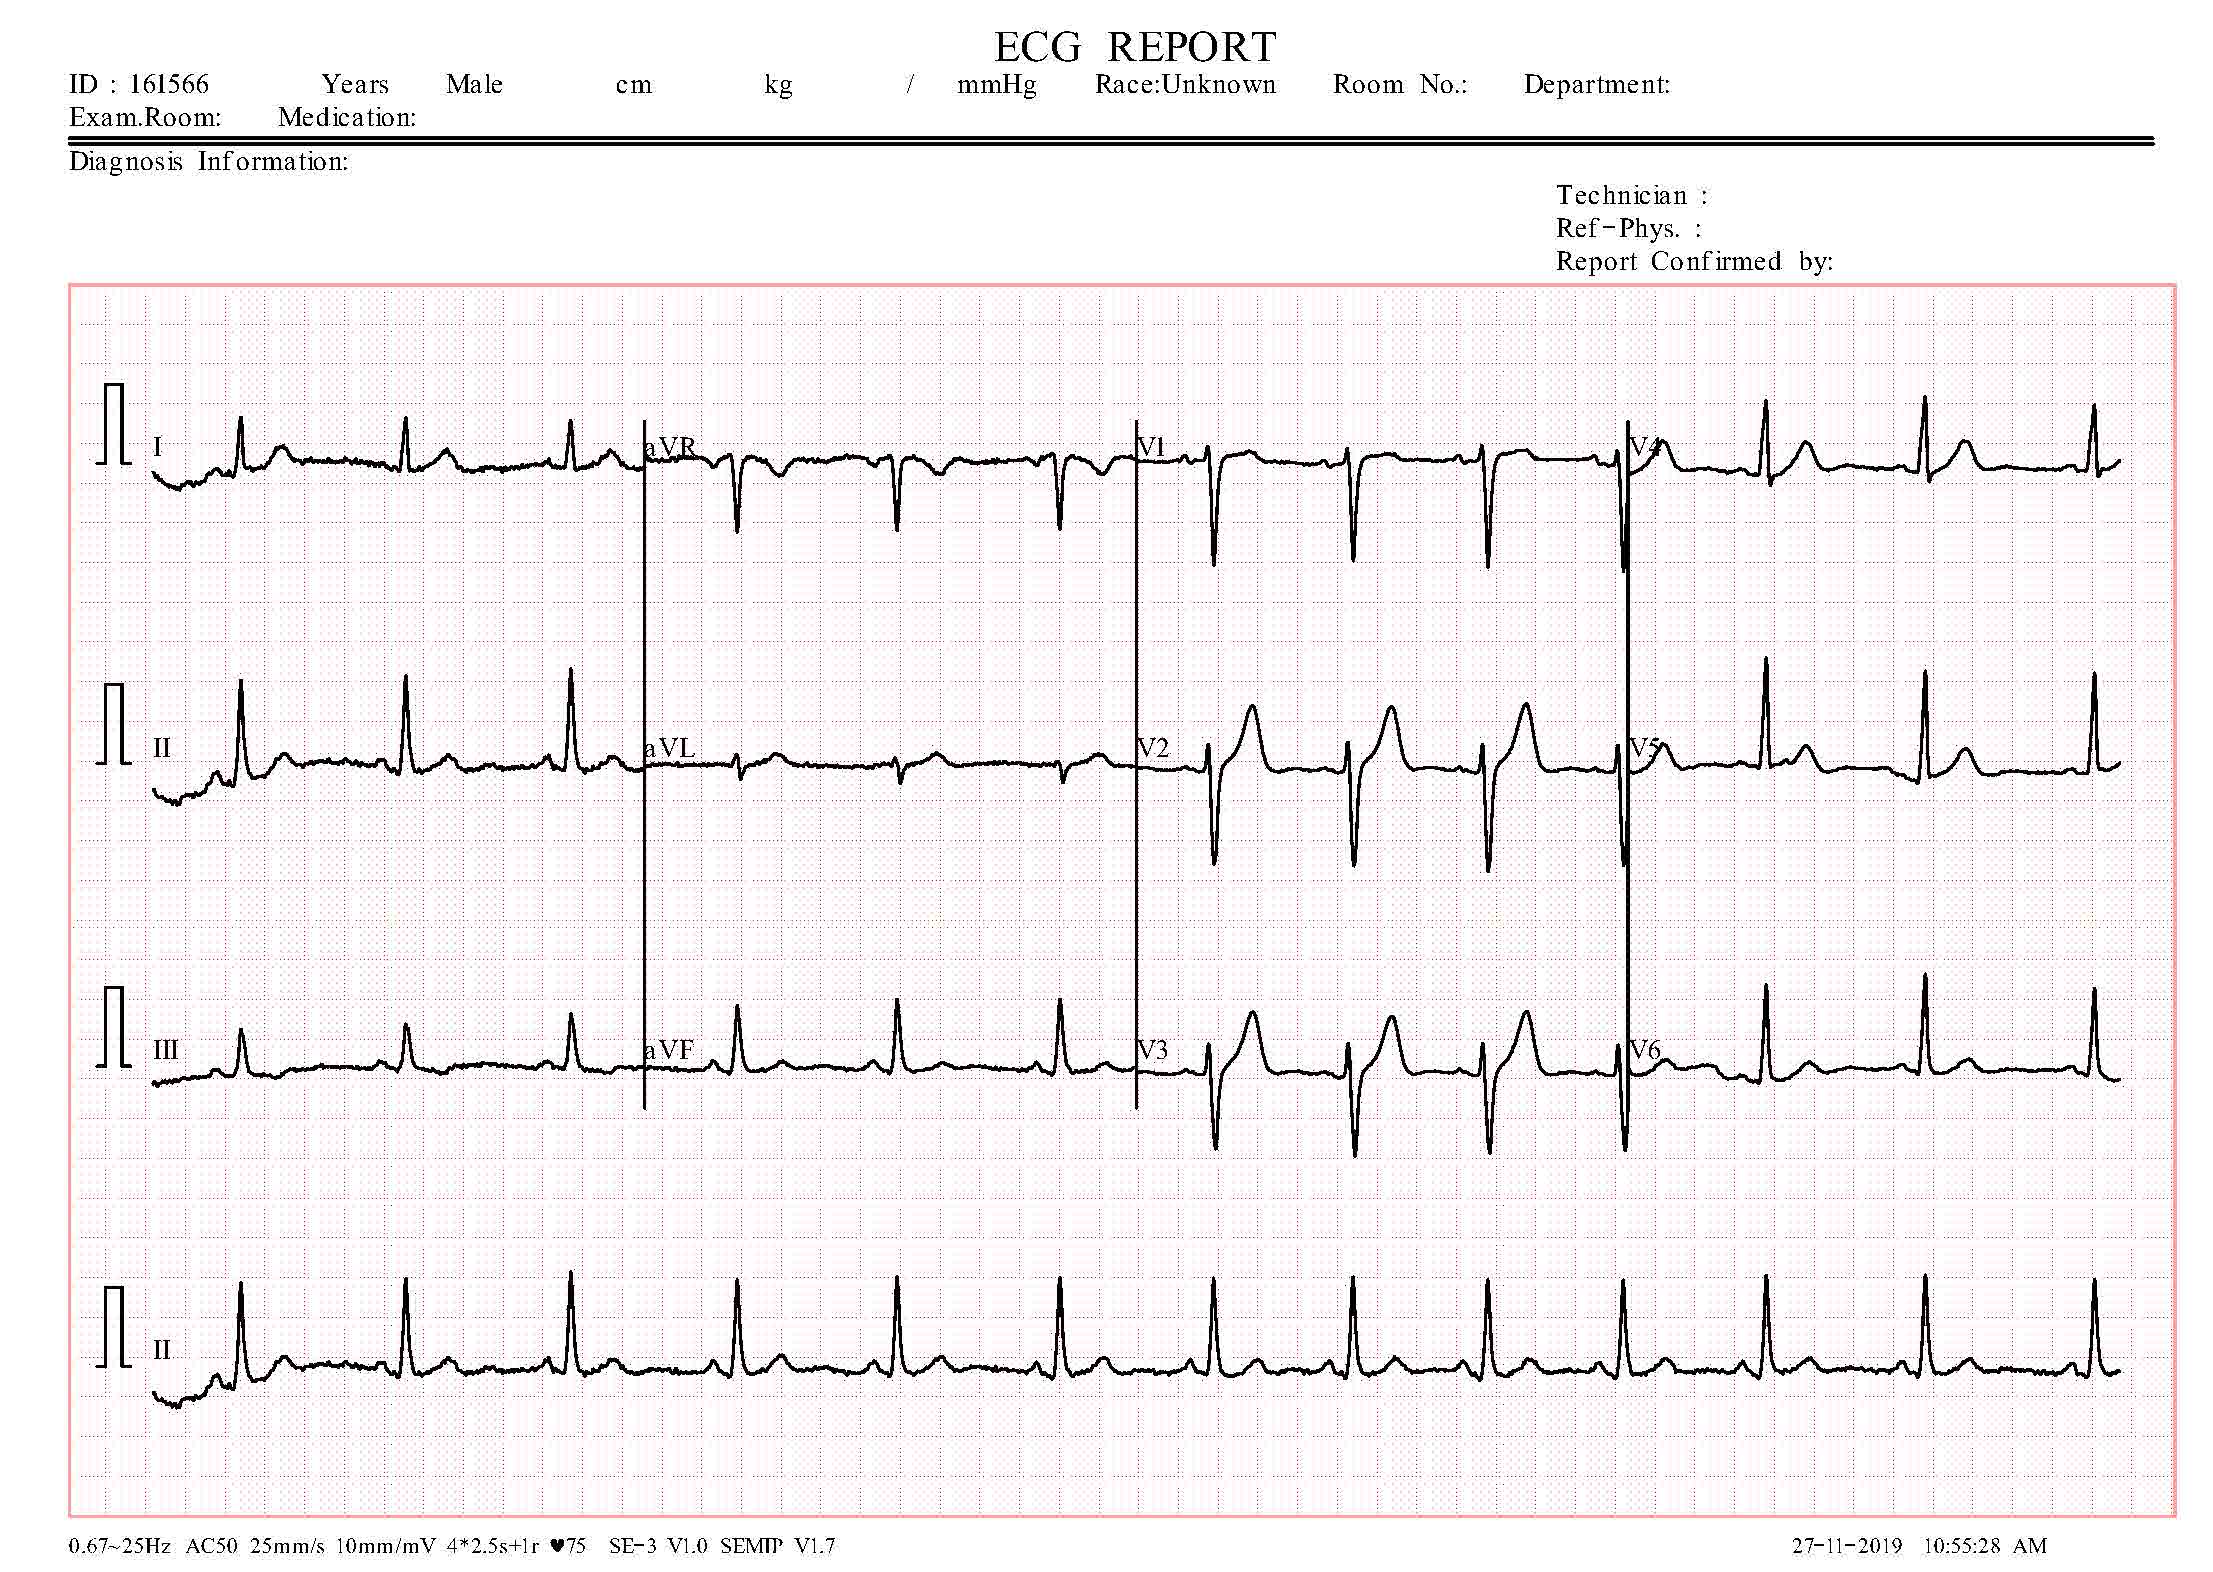 ECG REPORT
ID : 161566 Years Male cm kg / mmHg Race:Unknown Room No.: Department:
Exam.Room: Medication:
Diagnosis Information:
Technician :
Ref-Phys. :
Report Confirmed by:
I aVR V1 V4
II aVL V2 V5
III aVF V3 V6
II
0.67~25Hz AC50 25mm/s 10mm/mV 4*2.5s+1r ♥75 SE-3 V1.0 SEMIP V1.7 27-11-2019 10:55:28 AM